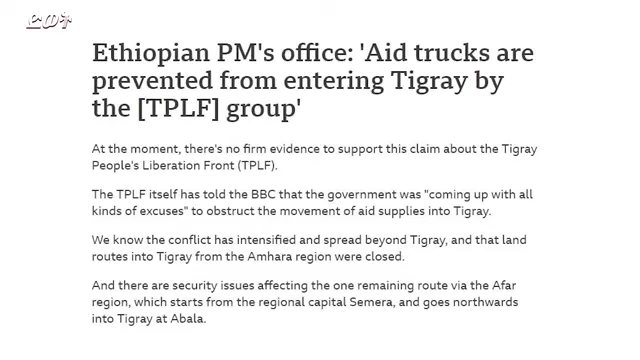 Ethiopian PM's office: 'Aid trucks are
prevented from entering Tigray by
the [TPLF] group'
At the moment, there's no firm evidence to support this claim about the Tigray
People's Liberation Front (TPLF).
The TPLF itself has told the BBC that the government was "coming up with all
kinds of excuses" to obstruct the movement of aid supplies into Tigray.
We know the conflict has intensified and spread beyond Tigray, and that land
routes into Tigray from the Amhara region were closed.
And there are security issues affecting the one remaining route via the Afar
region, which starts from the regional capital Semera, and goes northwards
into Tigray at Abala.